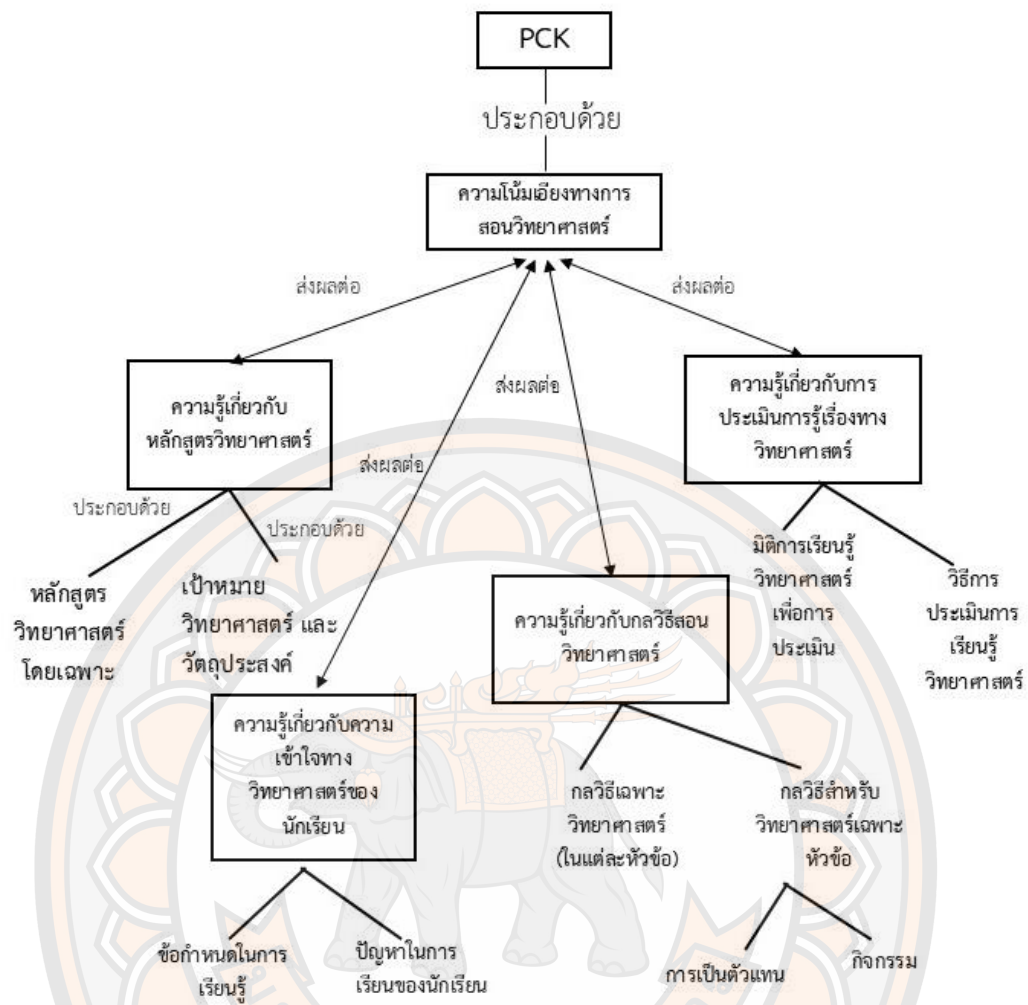 PCK
ประกอบด้วย
ความโน้มเอียงทางการ
สอนวิทยาศาสตร์
ส่งผลต่อ
ส่งผลต่อ
ส่งผลต่อ
ส่งผลต่อ
ความรู้เกี่ยวกับ
หลักสูตรวิทยาศาสตร์
ความรู้เกี่ยวกับการ
ประเมินการรู้เรื่องทาง
วิทยาศาสตร์
ประกอบด้วย
ประกอบด้วย
หลักสูตร
วิทยาศาสตร์
โดยเฉพาะ
เป้าหมาย
วิทยาศาสตร์ และ
วัตถุประสงค์
มิติการเรียนรู้
วิทยาศาสตร์
เพื่อการ
ประเมิน
วิธีการ
ประเมินการ
เรียนรู้
วิทยาศาสตร์
ความรู้เกี่ยวกับกลวิธีสอน
วิทยาศาสตร์
ความรู้เกี่ยวกับความ
เข้าใจทาง
วิทยาศาสตร์ของ
นักเรียน
กลวิธีเฉพาะ
วิทยาศาสตร์
(ในแต่ละหัวข้อ)
กลวิธีสำหรับ
วิทยาศาสตร์เฉพาะ
หัวข้อ
ข้อกำหนดในการ
เรียนรู้
ปัญหาในการ
เรียนของนักเรียน
การเป็นตัวแทน
กิจกรรม